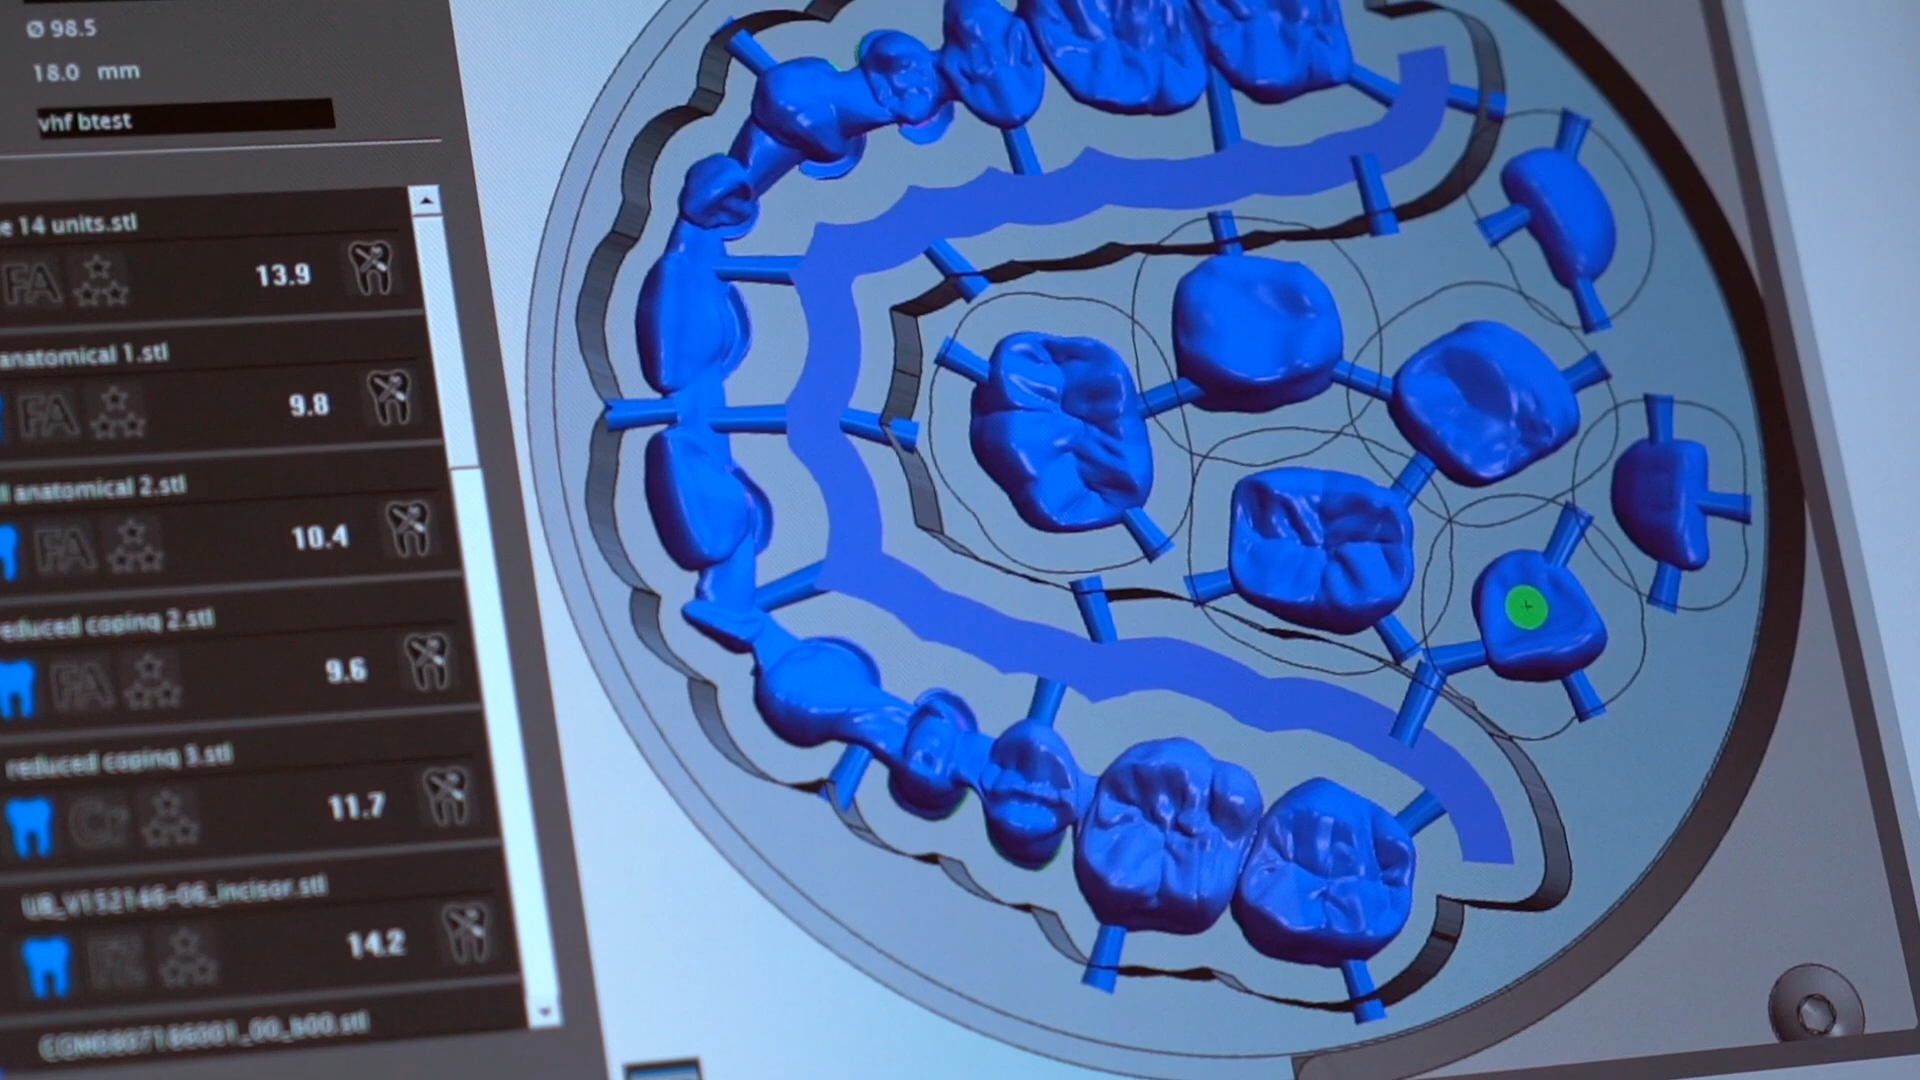 Ø 98.5
18.0 mm
vhf btest
e 14 units.stl
FA 13.9
anatomical 1.stl
FA 9.8
l anatomical 2.stl
FA 10.4
educed coping 2.stl
FA 9.6
reduced coping 3.stl
Cr 11.7
UB_V152146-06_incisor.stl
14.2